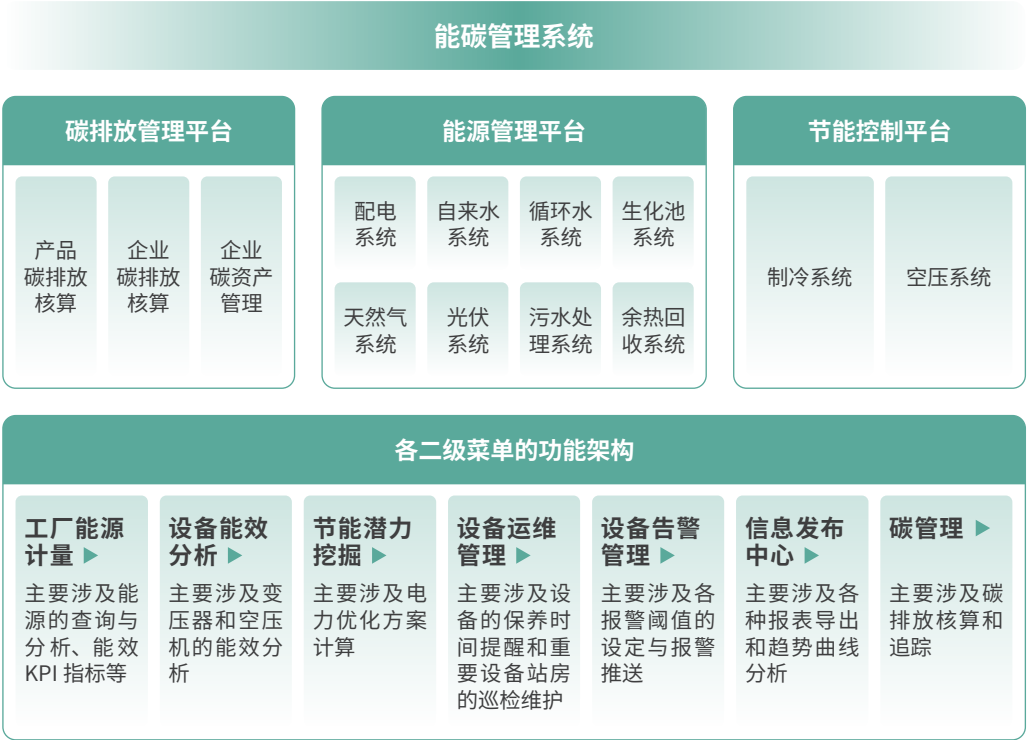 能碳管理系统
碳排放管理平台
产品
碳排放
核算
企业
碳排放
核算
企业
碳资产
管理
能源管理平台
配电
系统
自来水
系统
循环水
系统
生化池
系统
天然气
系统
光伏
系统
污水处
理系统
余热回
收系统
节能控制平台
制冷系统
空压系统
各二级菜单的功能架构
工厂能源
计量
主要涉及能
源的查询与
分析、能效
KPI 指标等
设备能效
分析
主要涉及变
压器和空压
机的能效分
析
节能潜力
挖掘
主要涉及电
力优化方案
计算
设备运维
管理
主要涉及设
备的保养时
间提醒和重
要设备站房
的巡检维护
设备告警
管理
主要涉及各
报警阈值的
设定与报警
推送
信息发布
中心
主要涉及各
种报表导出
和趋势曲线
分析
碳管理
主要涉及碳
排放核算和
追踪